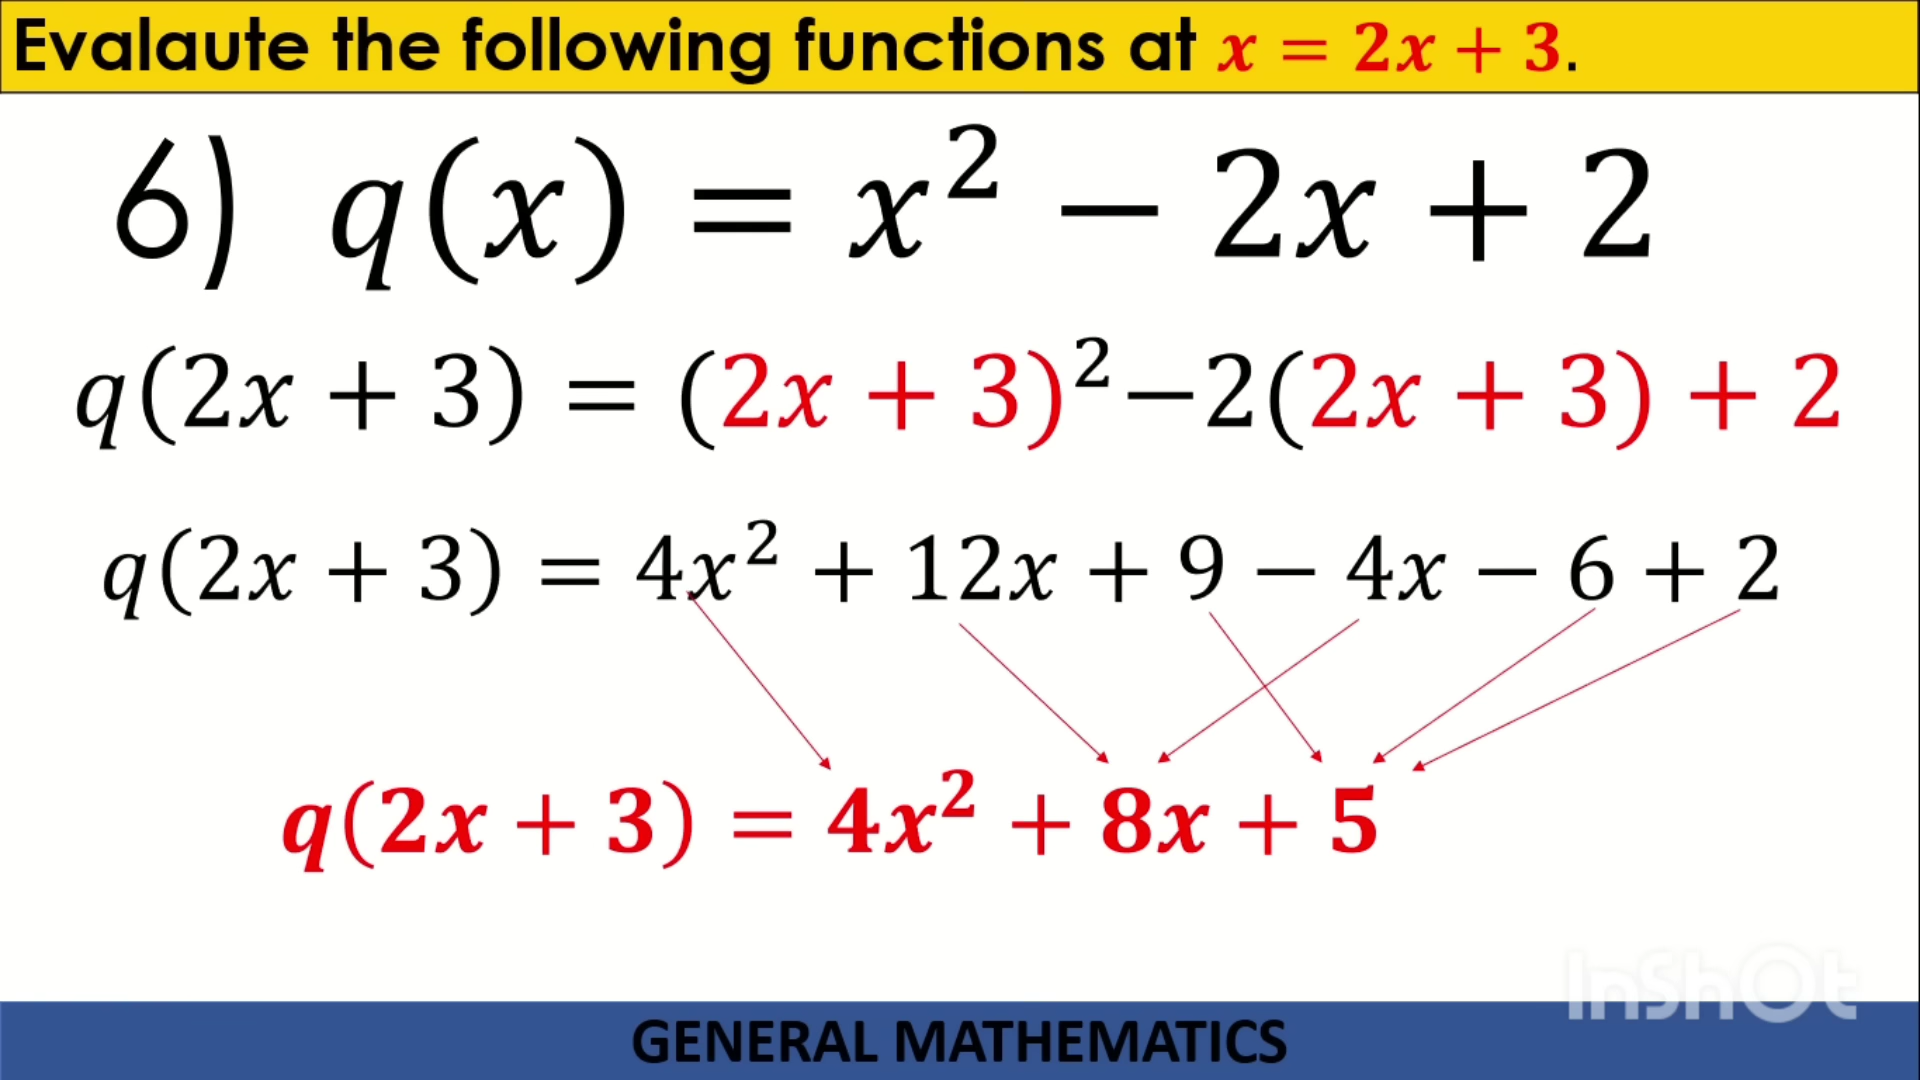 Evalaute the following functions at x = 2x + 3.
6) q(x) = x² − 2x + 2
q(2x + 3) = (2x + 3)²−2(2x + 3) + 2
q(2x + 3) = 4x² + 12x + 9 − 4x − 6 + 2
q(2x + 3) = 4x² + 8x + 5
InShOt
GENERAL MATHEMATICS